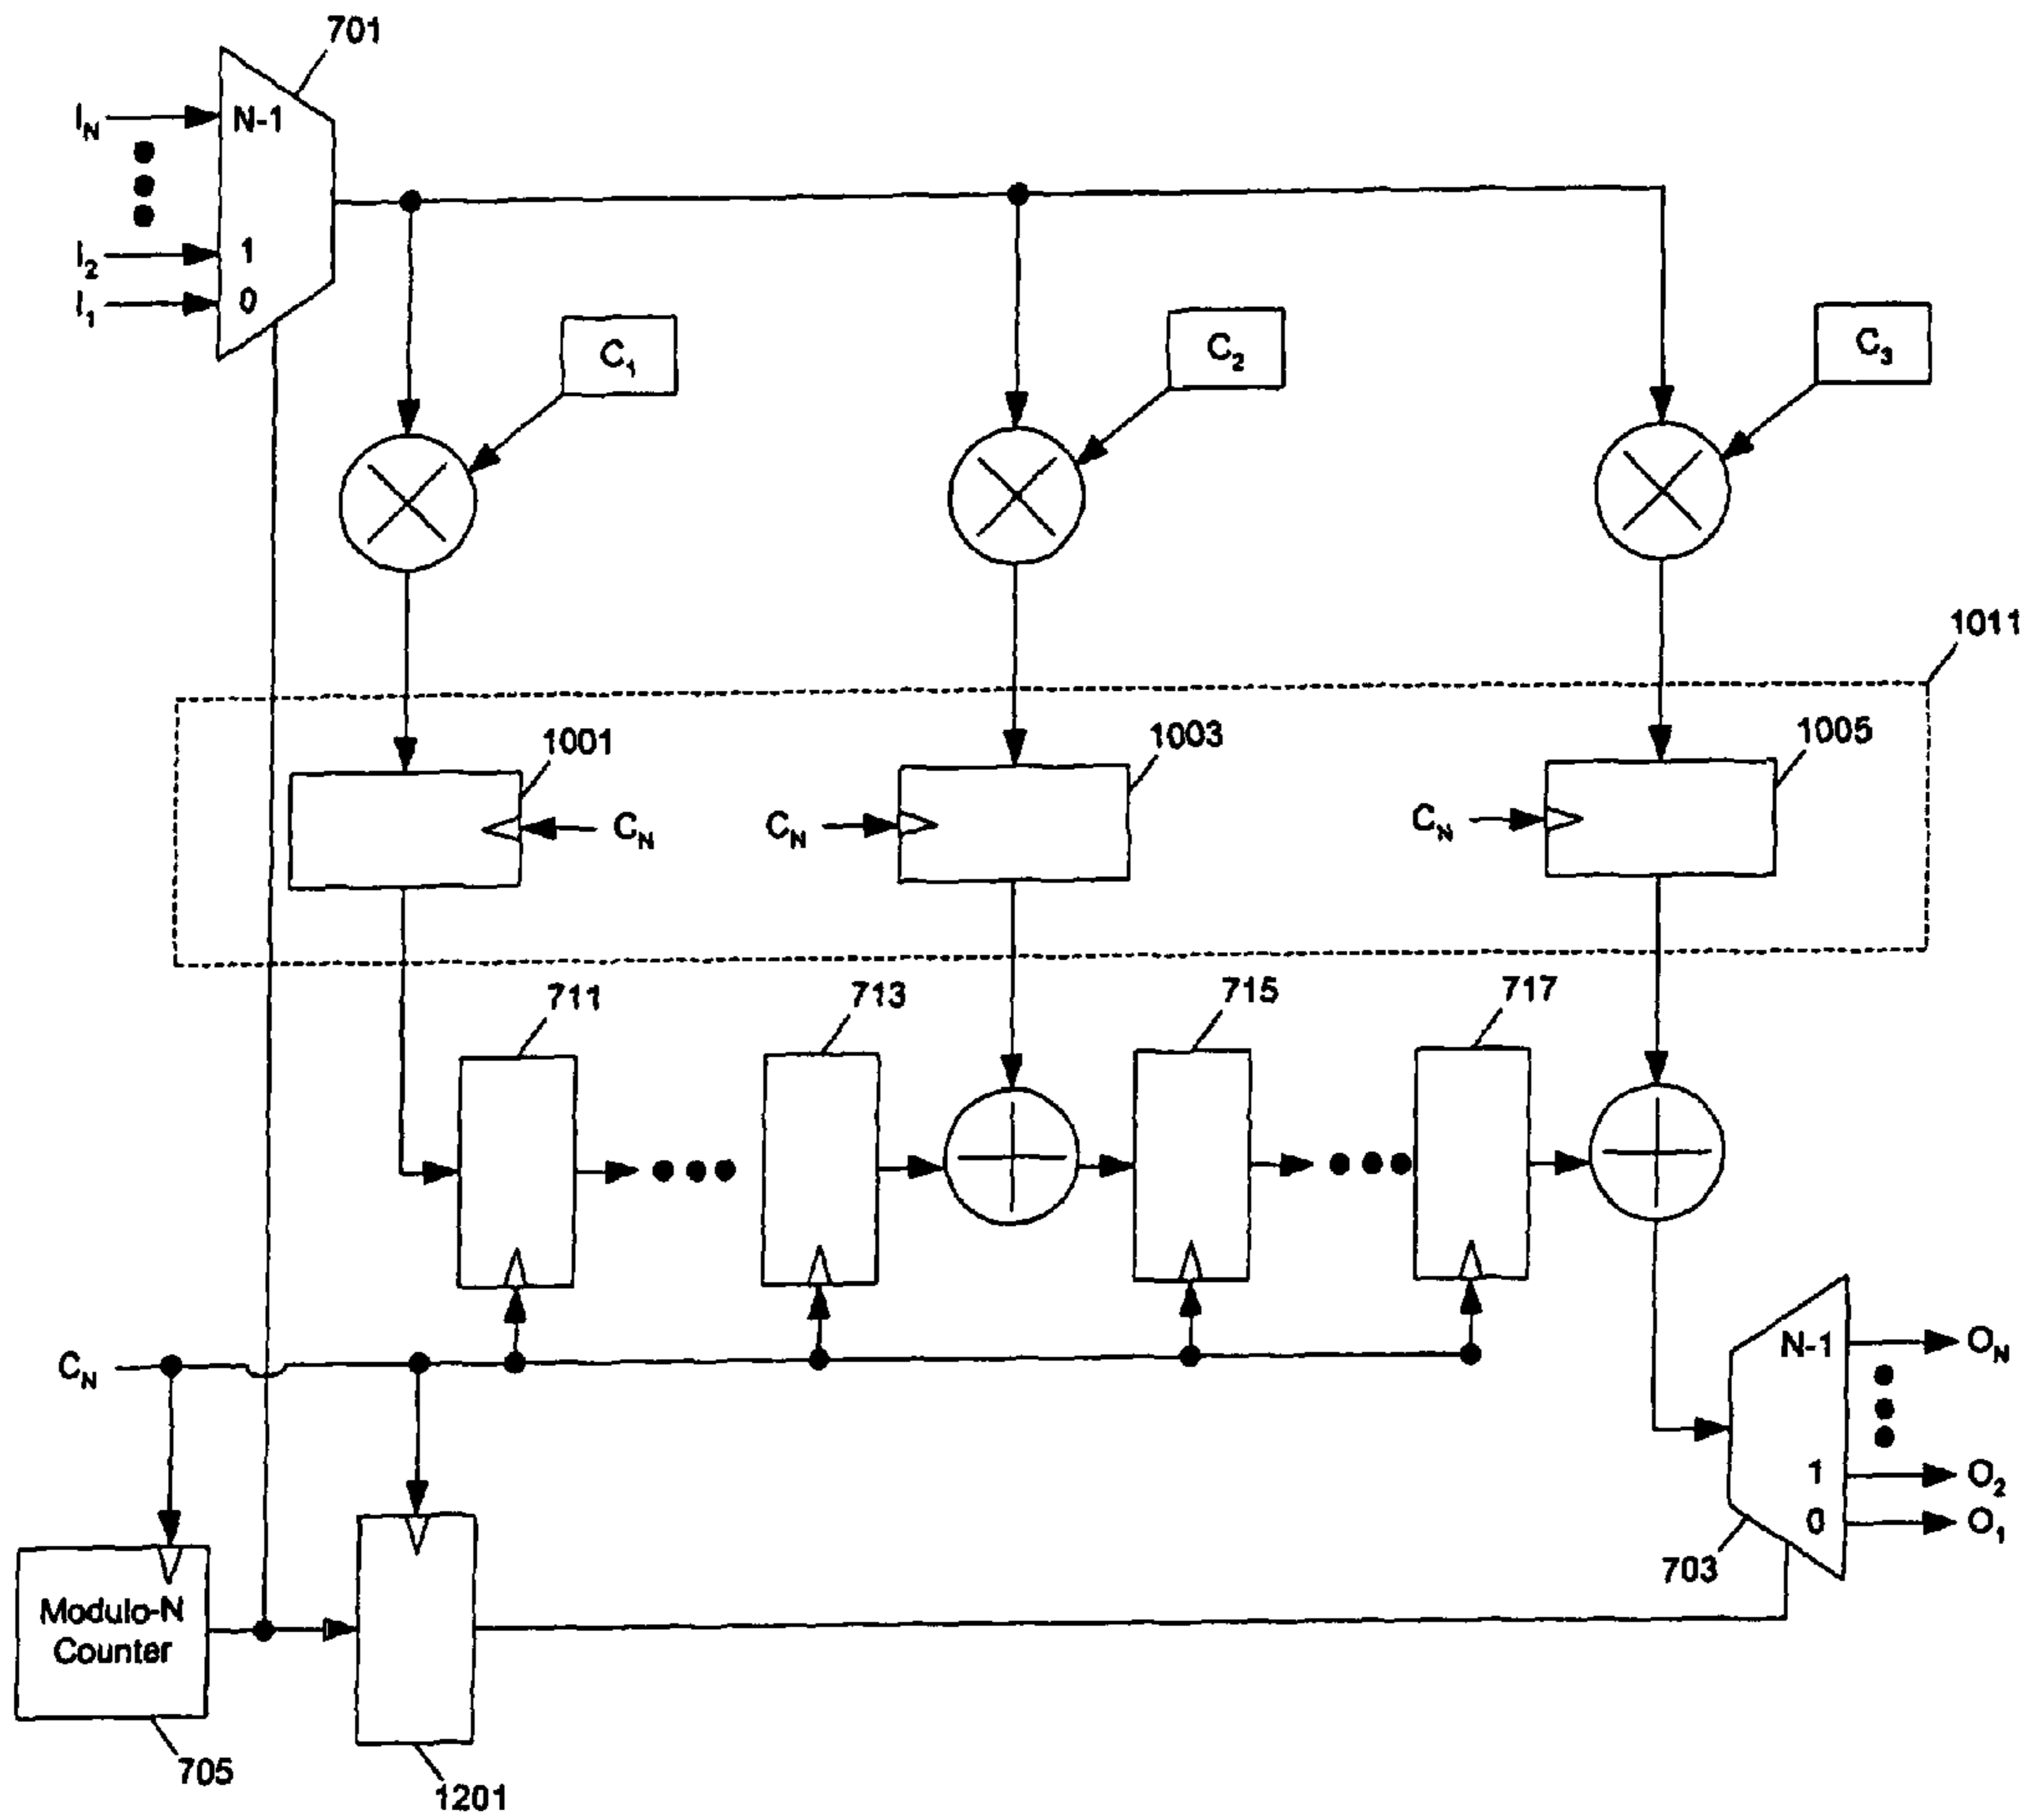 701
I_N
N-1
I_2
1
I_1
0
C_1
C_2
C_3
1011
1001
1003
1005
C_N
C_N
C_N
711
713
715
717
C_N
N-1
O_N
1
O_2
0
O_1
703
Modulo-N
Counter
705
1201